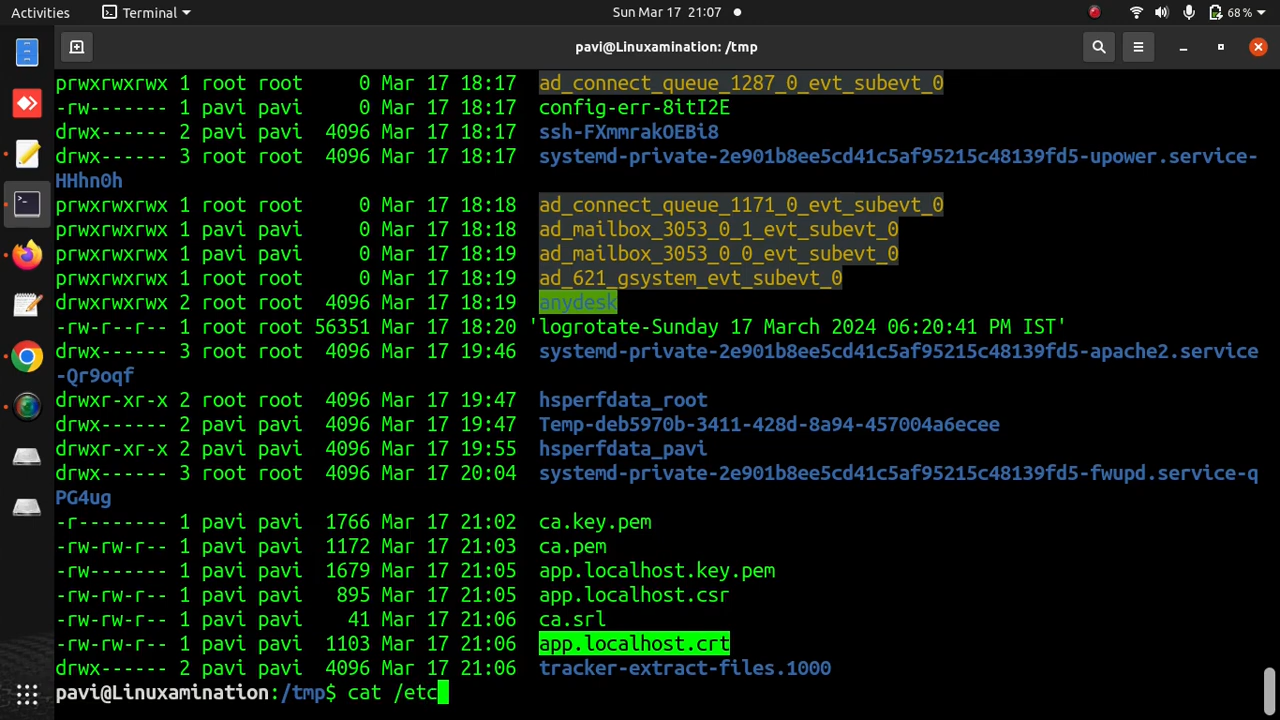 Activities Terminal Sun Mar 17 21:07 68 %
pavi@Linuxamination: /tmp
prwxrwxrwx 1 root root 0 Mar 17 18:17 ad_connect_queue_1287_0_evt_subevt_0
-rw------- 1 pavi pavi 0 Mar 17 18:17 config-err-8itI2E
drwx------ 2 pavi pavi 4096 Mar 17 18:17 ssh-FXmmrakOEBi8
drwx------ 3 root root 4096 Mar 17 18:17 systemd-private-2e901b8ee5cd41c5af95215c48139fd5-upower.service-
HHhn0h
prwxrwxrwx 1 root root 0 Mar 17 18:18 ad_connect_queue_1171_0_evt_subevt_0
prwxrwxrwx 1 pavi pavi 0 Mar 17 18:18 ad_mailbox_3053_0_1_evt_subevt_0
prwxrwxrwx 1 pavi pavi 0 Mar 17 18:19 ad_mailbox_3053_0_0_evt_subevt_0
prwxrwxrwx 1 root root 0 Mar 17 18:19 ad_621_gsystem_evt_subevt_0
drwxrwxrwx 2 root root 4096 Mar 17 18:19 anydesk
-rw-r--r-- 1 root root 56351 Mar 17 18:20 'logrotate-Sunday 17 March 2024 06:20:41 PM IST'
drwx------ 3 root root 4096 Mar 17 19:46 systemd-private-2e901b8ee5cd41c5af95215c48139fd5-apache2.service
-Qr9oqf
drwxr-xr-x 2 root root 4096 Mar 17 19:47 hsperfdata_root
drwx------ 2 pavi pavi 4096 Mar 17 19:47 Temp-deb5970b-3411-428d-8a94-457004a6ecee
drwxr-xr-x 2 pavi pavi 4096 Mar 17 19:55 hsperfdata_pavi
drwx------ 3 root root 4096 Mar 17 20:04 systemd-private-2e901b8ee5cd41c5af95215c48139fd5-fwupd.service-q
PG4ug
-r-------- 1 pavi pavi 1766 Mar 17 21:02 ca.key.pem
-rw-rw-r-- 1 pavi pavi 1172 Mar 17 21:03 ca.pem
-rw------- 1 pavi pavi 1679 Mar 17 21:05 app.localhost.key.pem
-rw-rw-r-- 1 pavi pavi 895 Mar 17 21:05 app.localhost.csr
-rw-rw-r-- 1 pavi pavi 41 Mar 17 21:06 ca.srl
-rw-rw-r-- 1 pavi pavi 1103 Mar 17 21:06 app.localhost.crt
drwx------ 2 pavi pavi 4096 Mar 17 21:06 tracker-extract-files.1000
pavi@Linuxamination:/tmp$ cat /etc